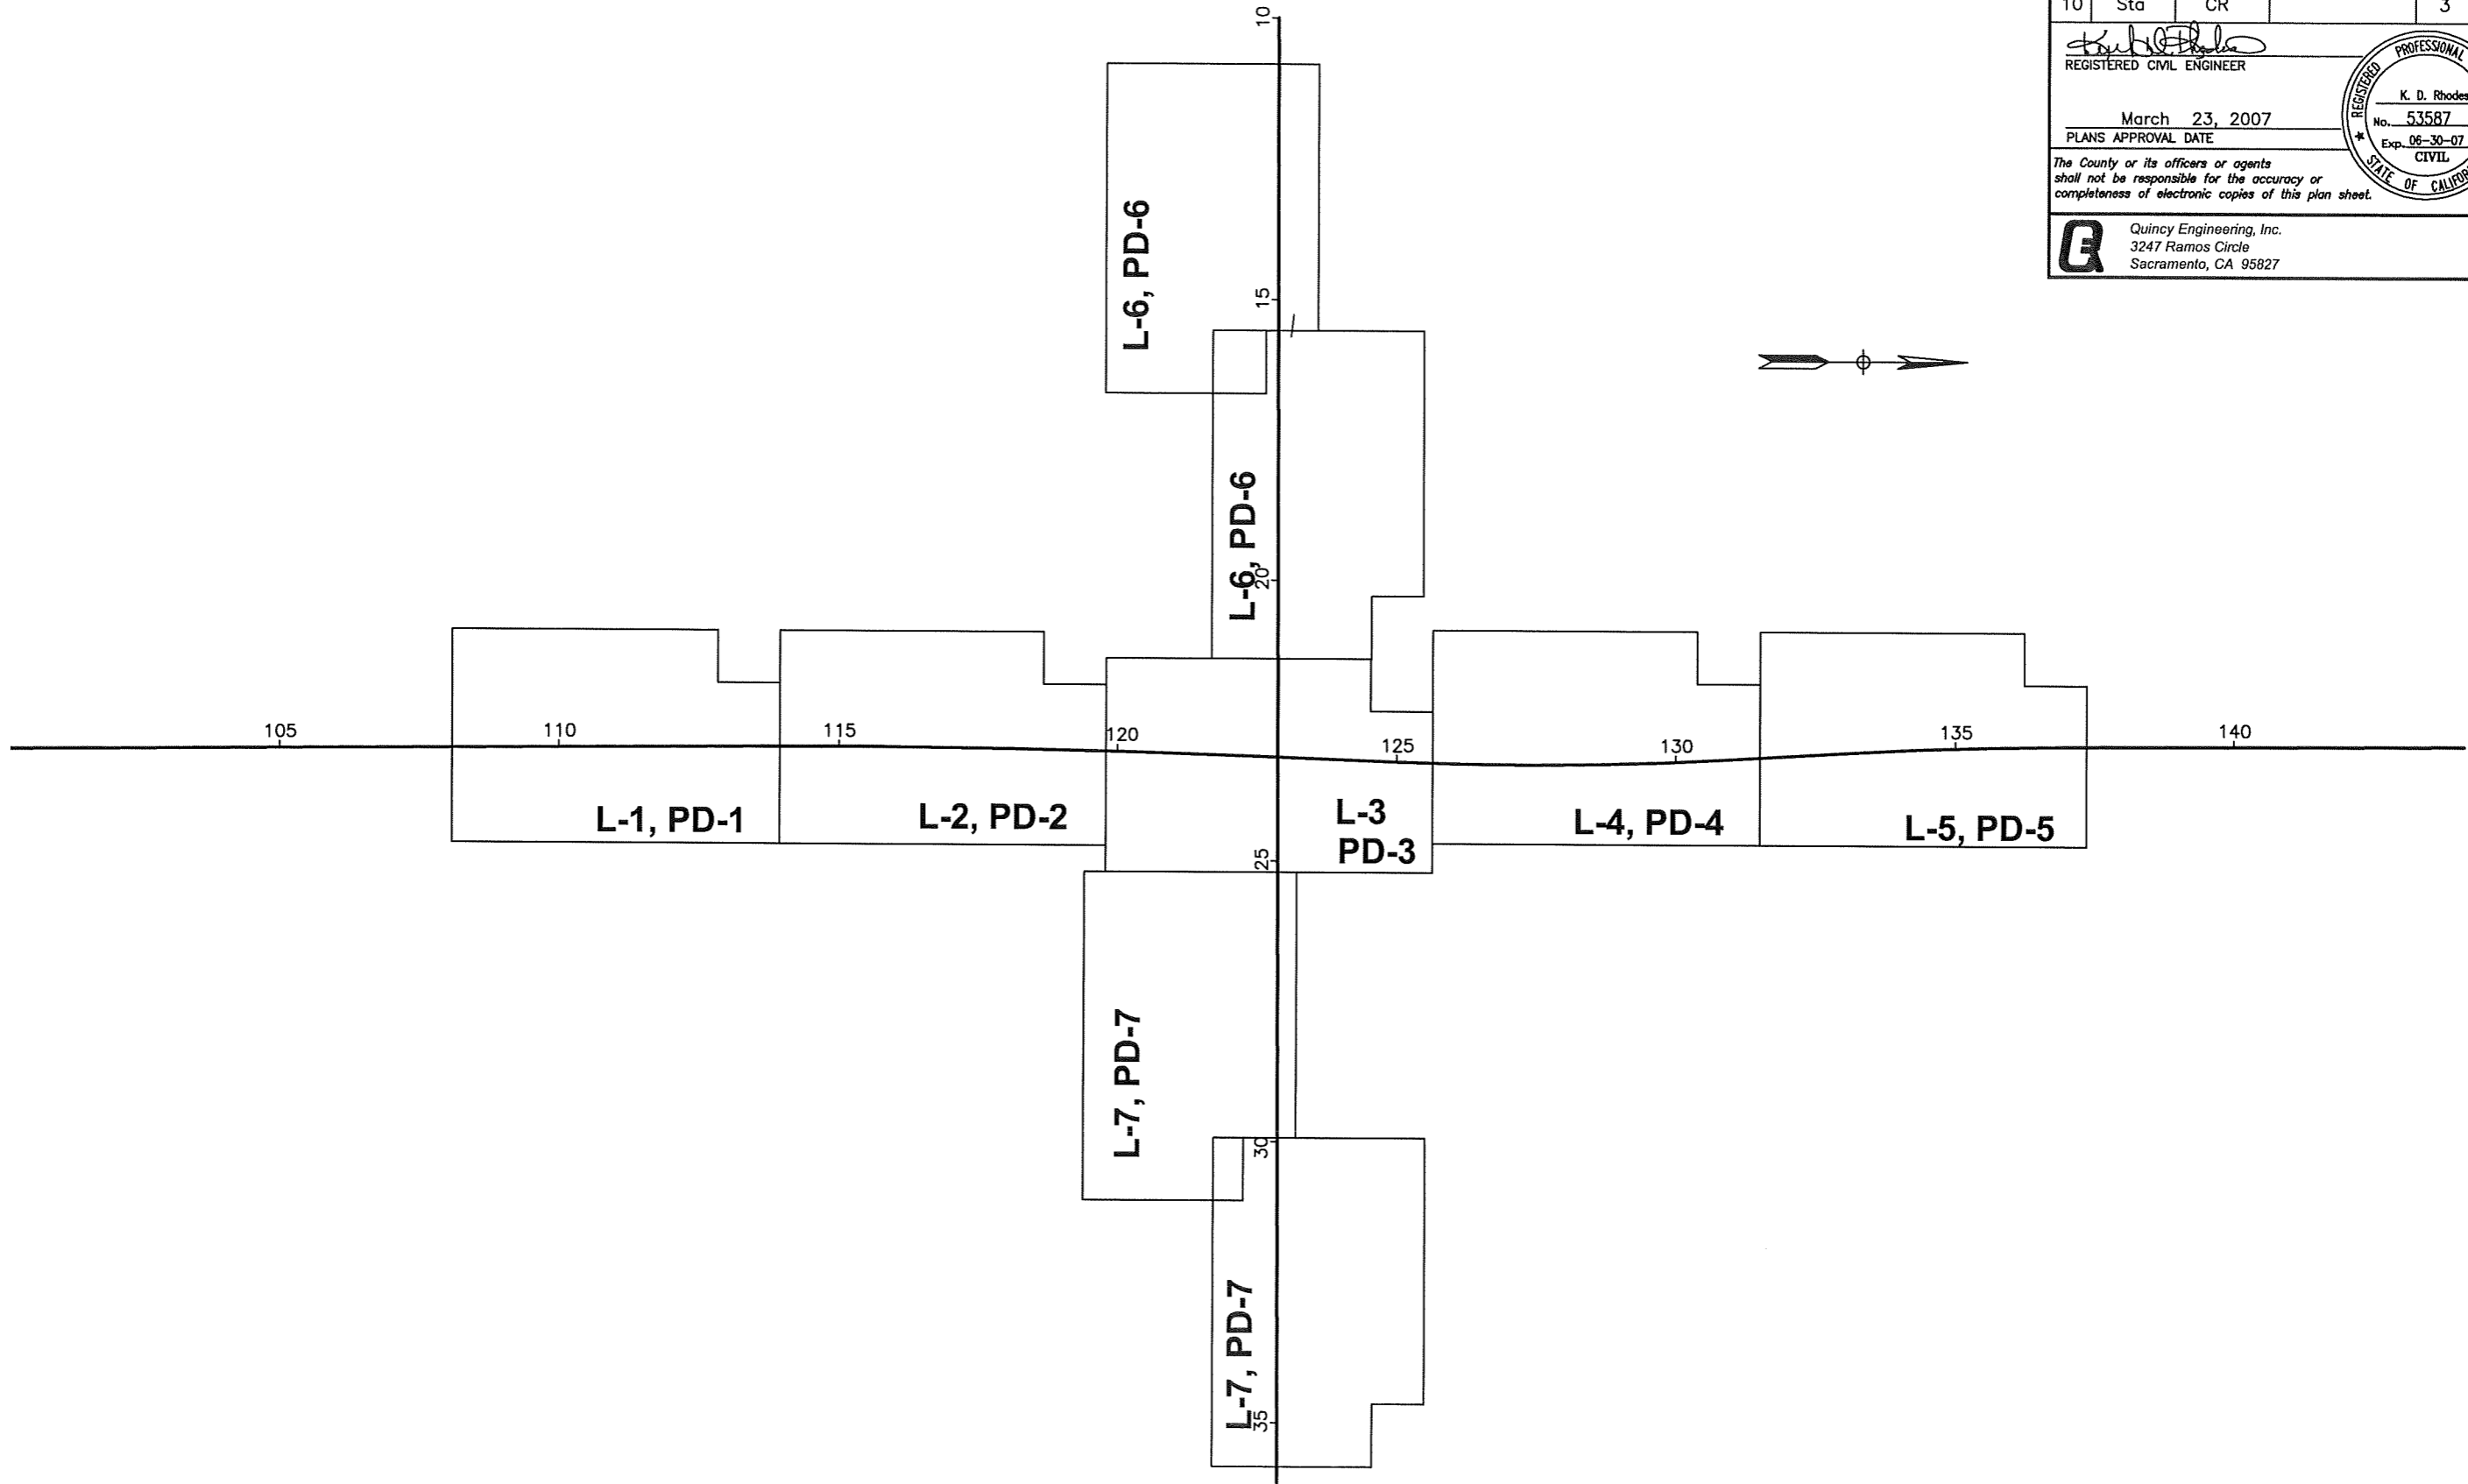 10 Sta CR 3
REGISTERED CIVIL ENGINEER
March 23, 2007
PLANS APPROVAL DATE
The County or its officers or agents
shall not be responsible for the accuracy or
completeness of electronic copies of this plan sheet.
REGISTERED PROFESSIONAL
K. D. Rhodes
No. 53587
Exp. 06-30-07
CIVIL
STATE OF
Quincy Engineering, Inc.
3247 Ramos Circle
Sacramento, CA 95827
10
L-6, PD-6
15
L-6, PD-6
20
105
110
115
120
125
130
135
140
L-1, PD-1
L-2, PD-2
L-3
PD-3
L-4, PD-4
L-5, PD-5
25
L-7, PD-7
30
L-7, PD-7
35